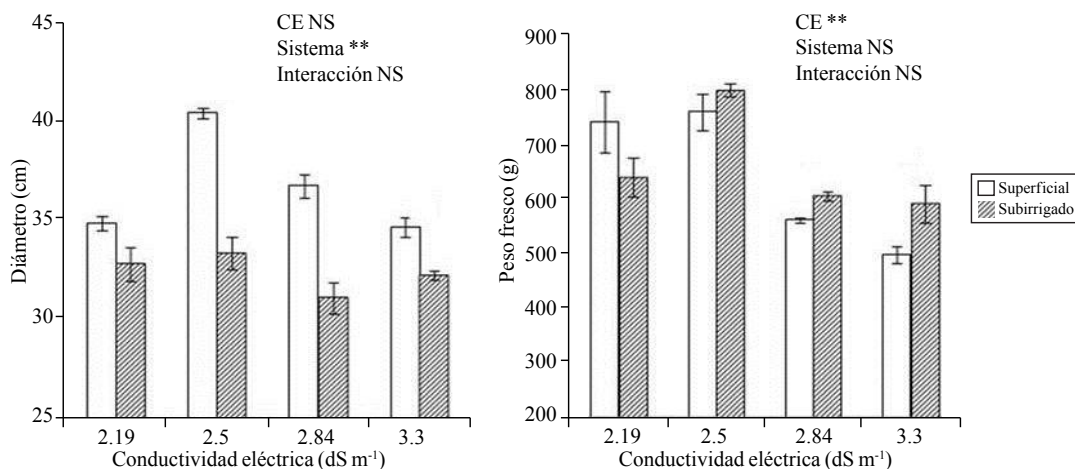 CE NS
Sistema **
Interacción NS
45
40
35
30
25
Diámetro (cm)
2.19 2.5 2.84 3.3
Conductividad eléctrica (dS m⁻¹)
CE **
Sistema NS
Interacción NS
900
800
700
600
500
400
300
200
Peso fresco (g)
2.19 2.5 2.84 3.3
Conductividad eléctrica (dS m⁻¹)
Superficial
Subirrigado